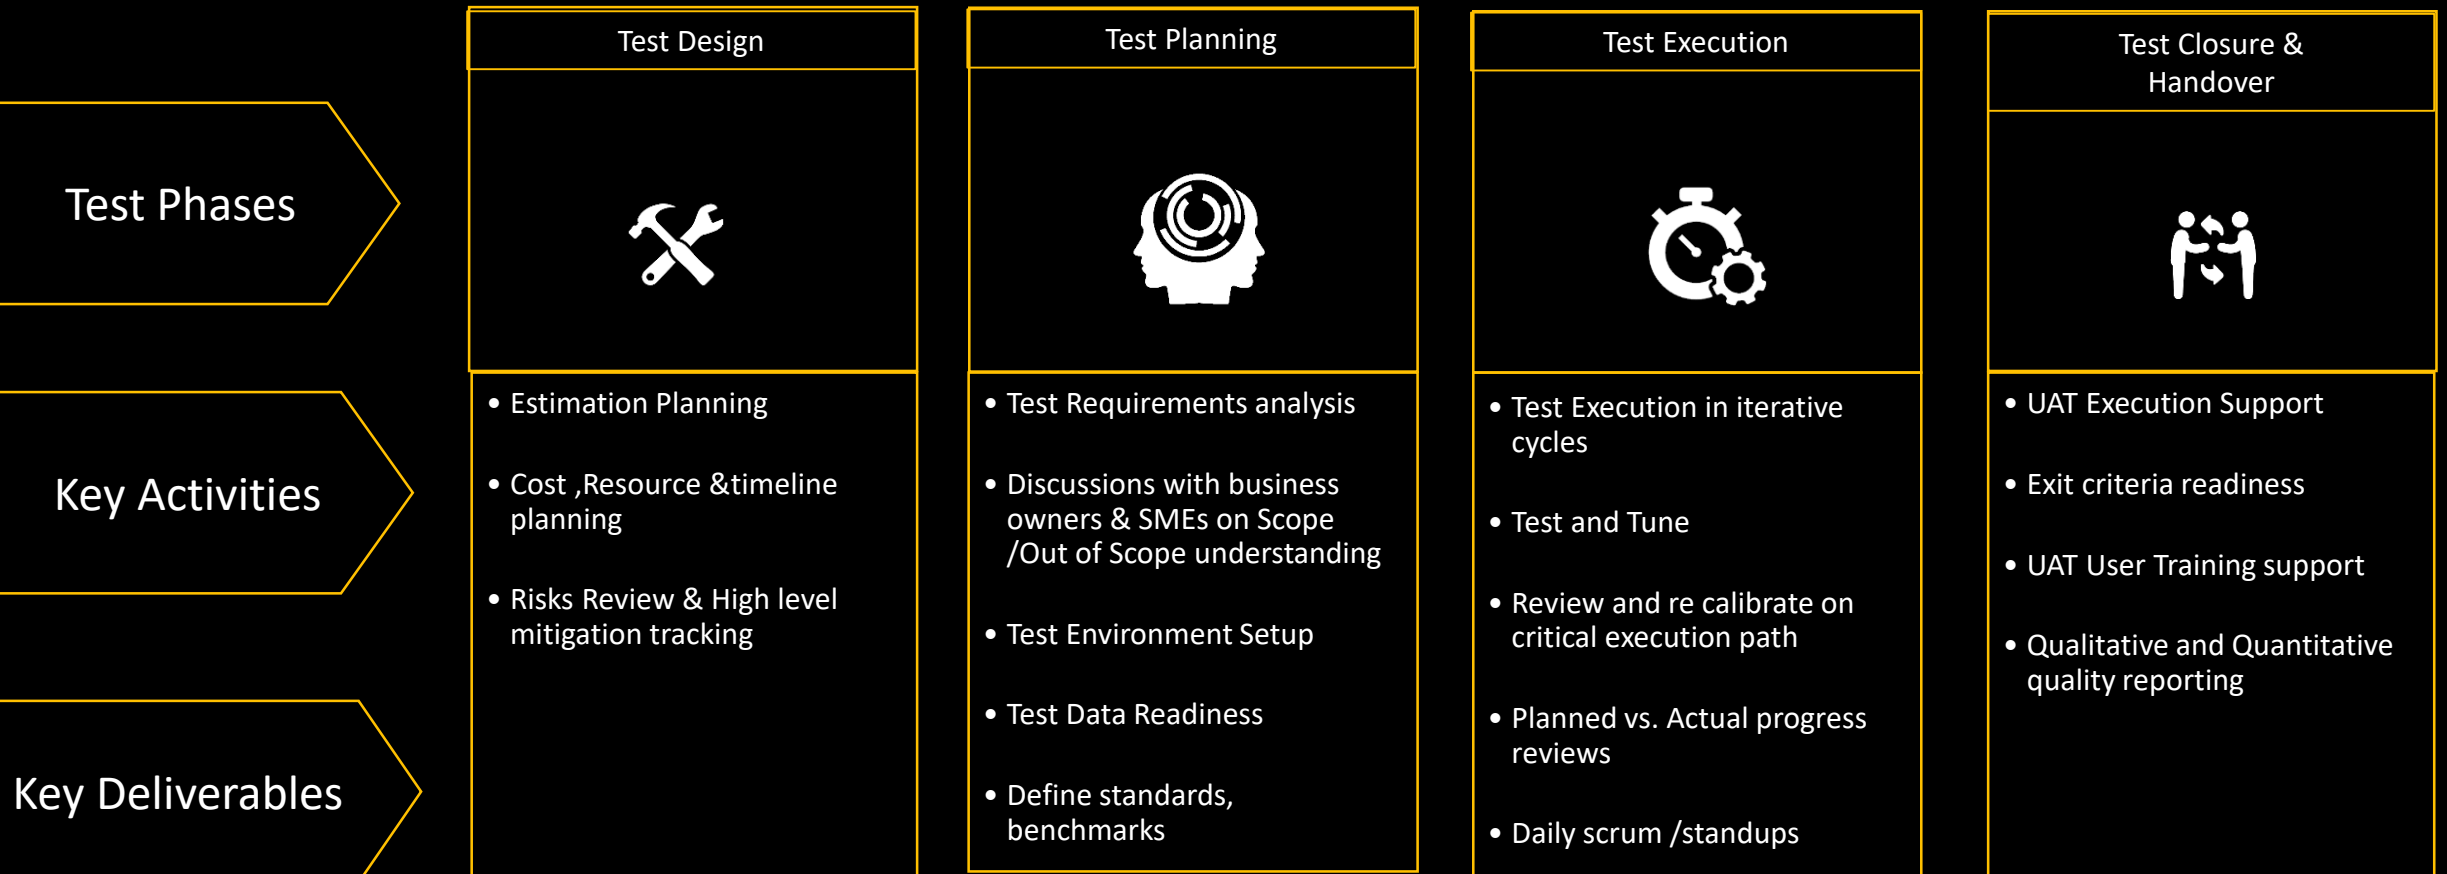 Test Phases
Key Activities
Key Deliverables
Test Design
• Estimation Planning
• Cost ,Resource &timeline
planning
• Risks Review & High level
mitigation tracking
Test Planning
• Test Requirements analysis
• Discussions with business
owners & SMEs on Scope
/Out of Scope understanding
• Test Environment Setup
• Test Data Readiness
• Define standards,
benchmarks
Test Execution
• Test Execution in iterative
cycles
• Test and Tune
• Review and re calibrate on
critical execution path
• Planned vs. Actual progress
reviews
• Daily scrum /standups
Test Closure &
Handover
• UAT Execution Support
• Exit criteria readiness
• UAT User Training support
• Qualitative and Quantitative
quality reporting